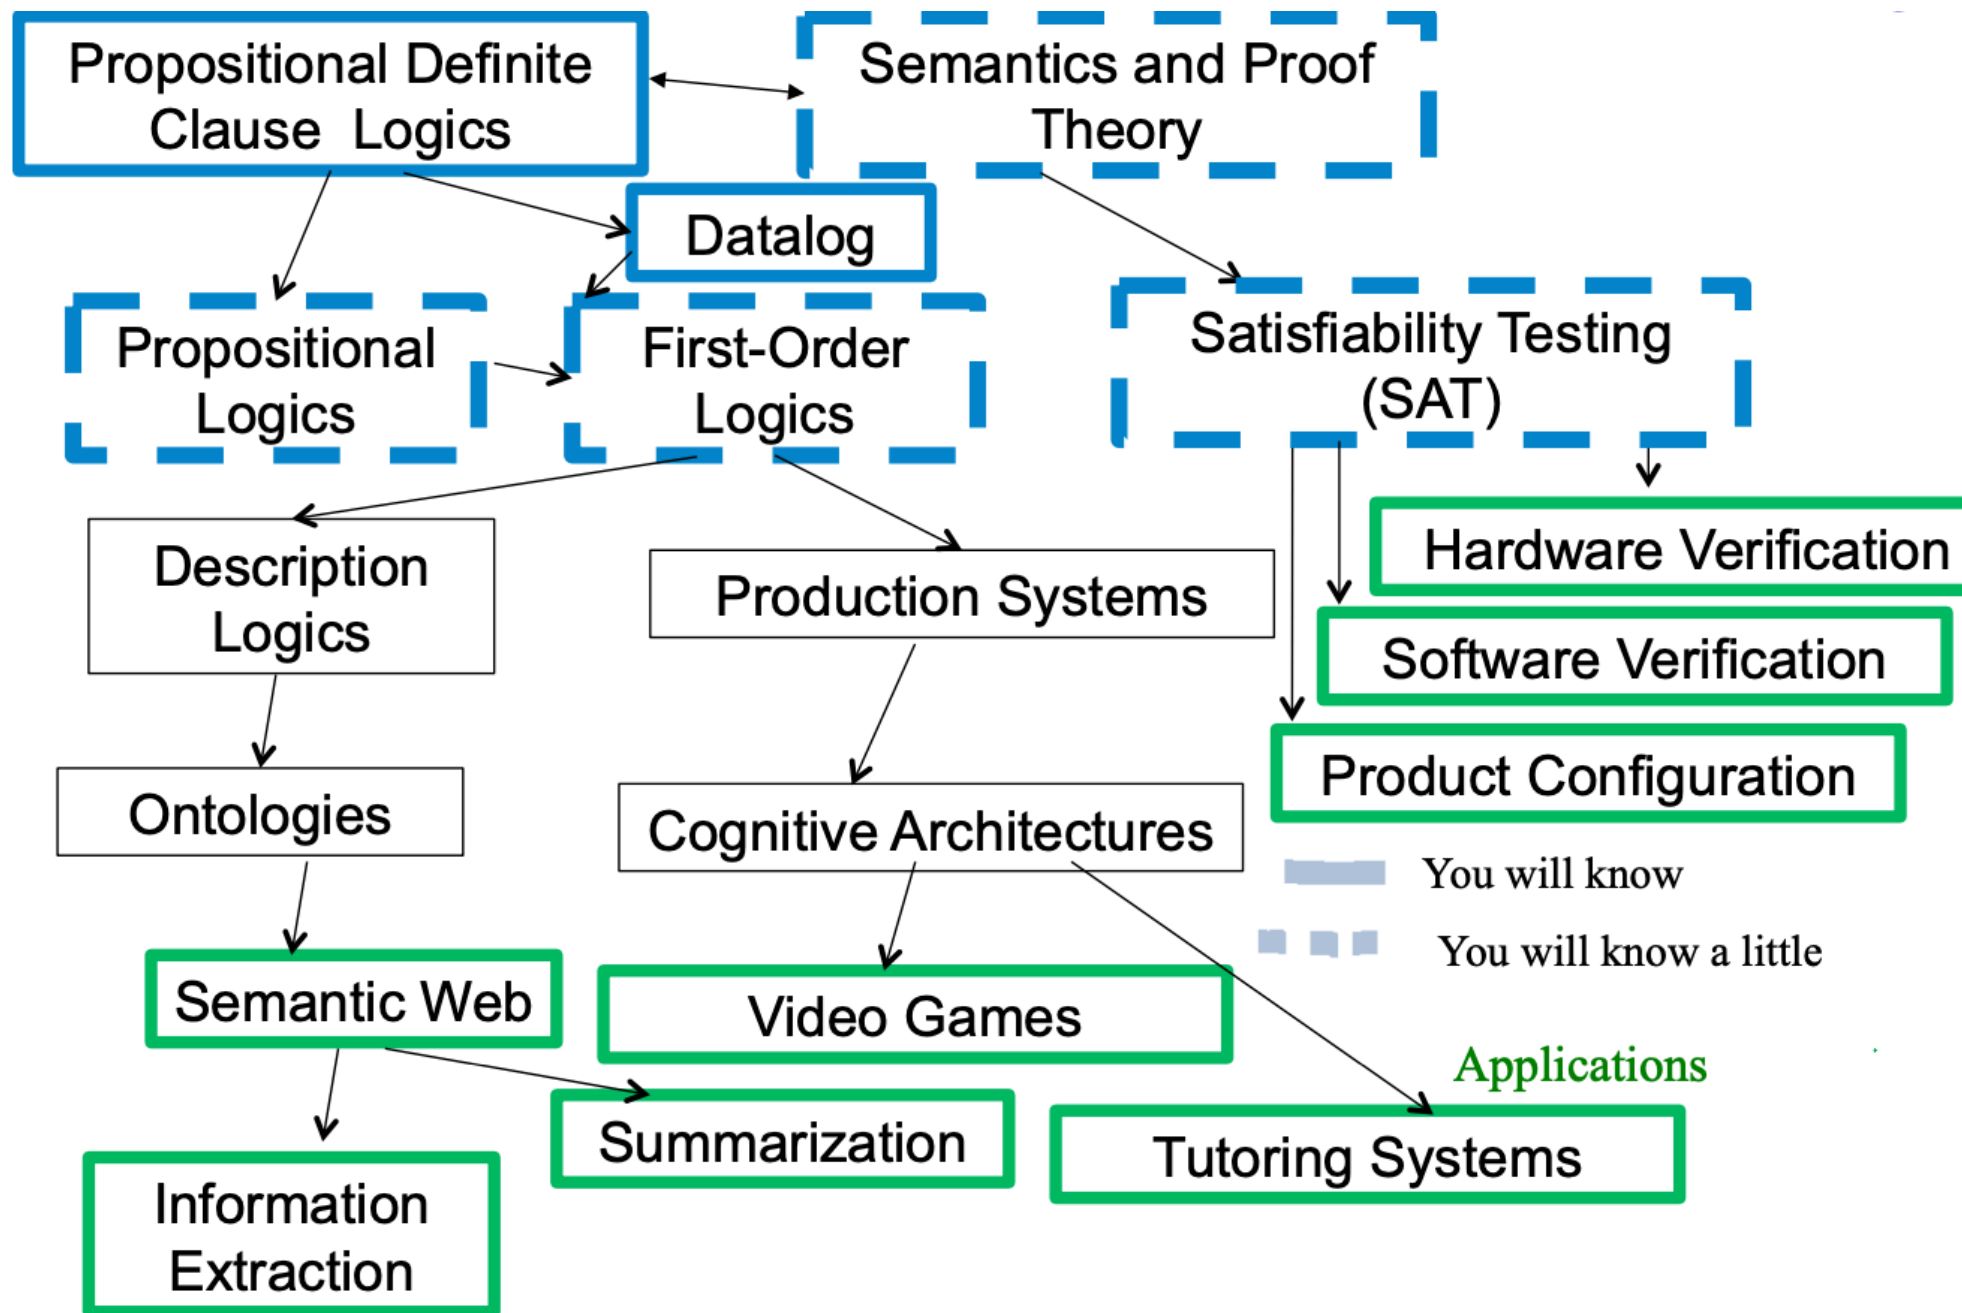 Propositional Definite
Clause Logics
Semantics and Proof
Theory
Datalog
Propositional
Logics
First-Order
Logics
Satisfiability Testing
(SAT)
Description
Logics
Production Systems
Hardware Verification
Software Verification
Product Configuration
Ontologies
Cognitive Architectures
You will know
You will know a little
Semantic Web
Video Games
Applications
Summarization
Tutoring Systems
Information
Extraction